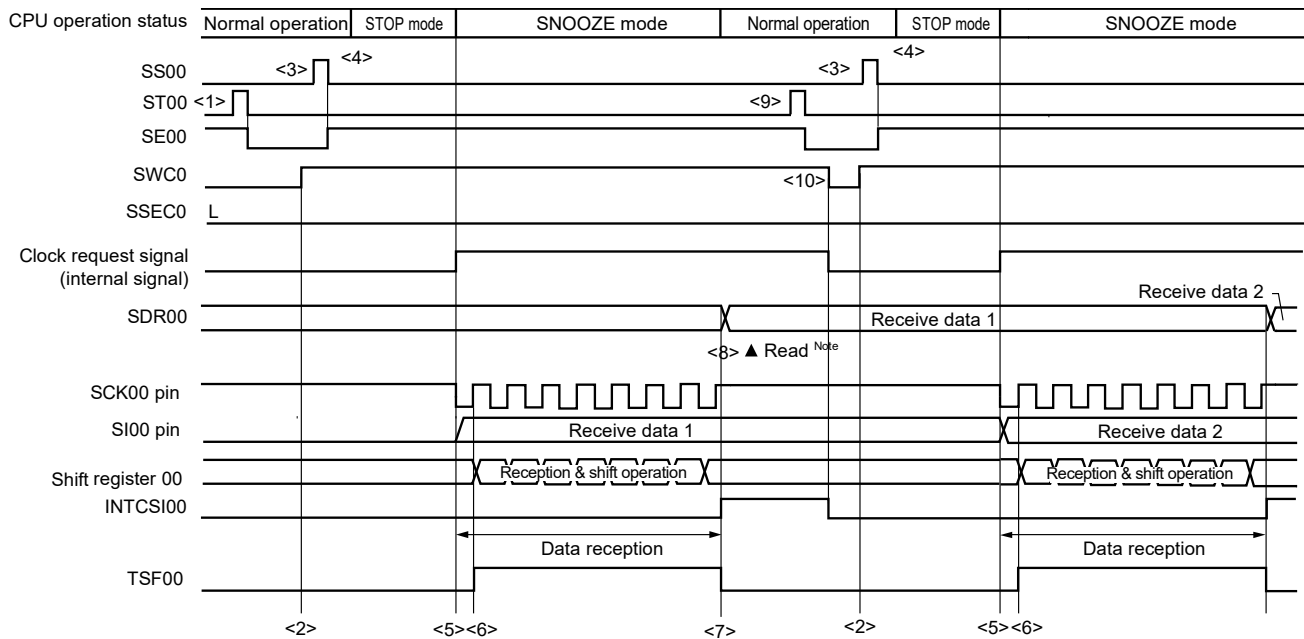 CPU operation status Normal operation STOP mode SNOOZE mode Normal operation STOP mode SNOOZE mode
<4> <4>
SS00 <3> <3>
ST00 <1> <9>
SE00
SWC0 <10>
SSEC0 L
Clock request signal
(internal signal)
Receive data 2
SDR00 Receive data 1
<8> ▲ Read Note
SCK00 pin
SI00 pin Receive data 1 Receive data 2
Shift register 00 Reception & shift operation Reception & shift operation
INTCSI00
Data reception Data reception
TSF00
<2> <5><6> <7> <2> <5><6>